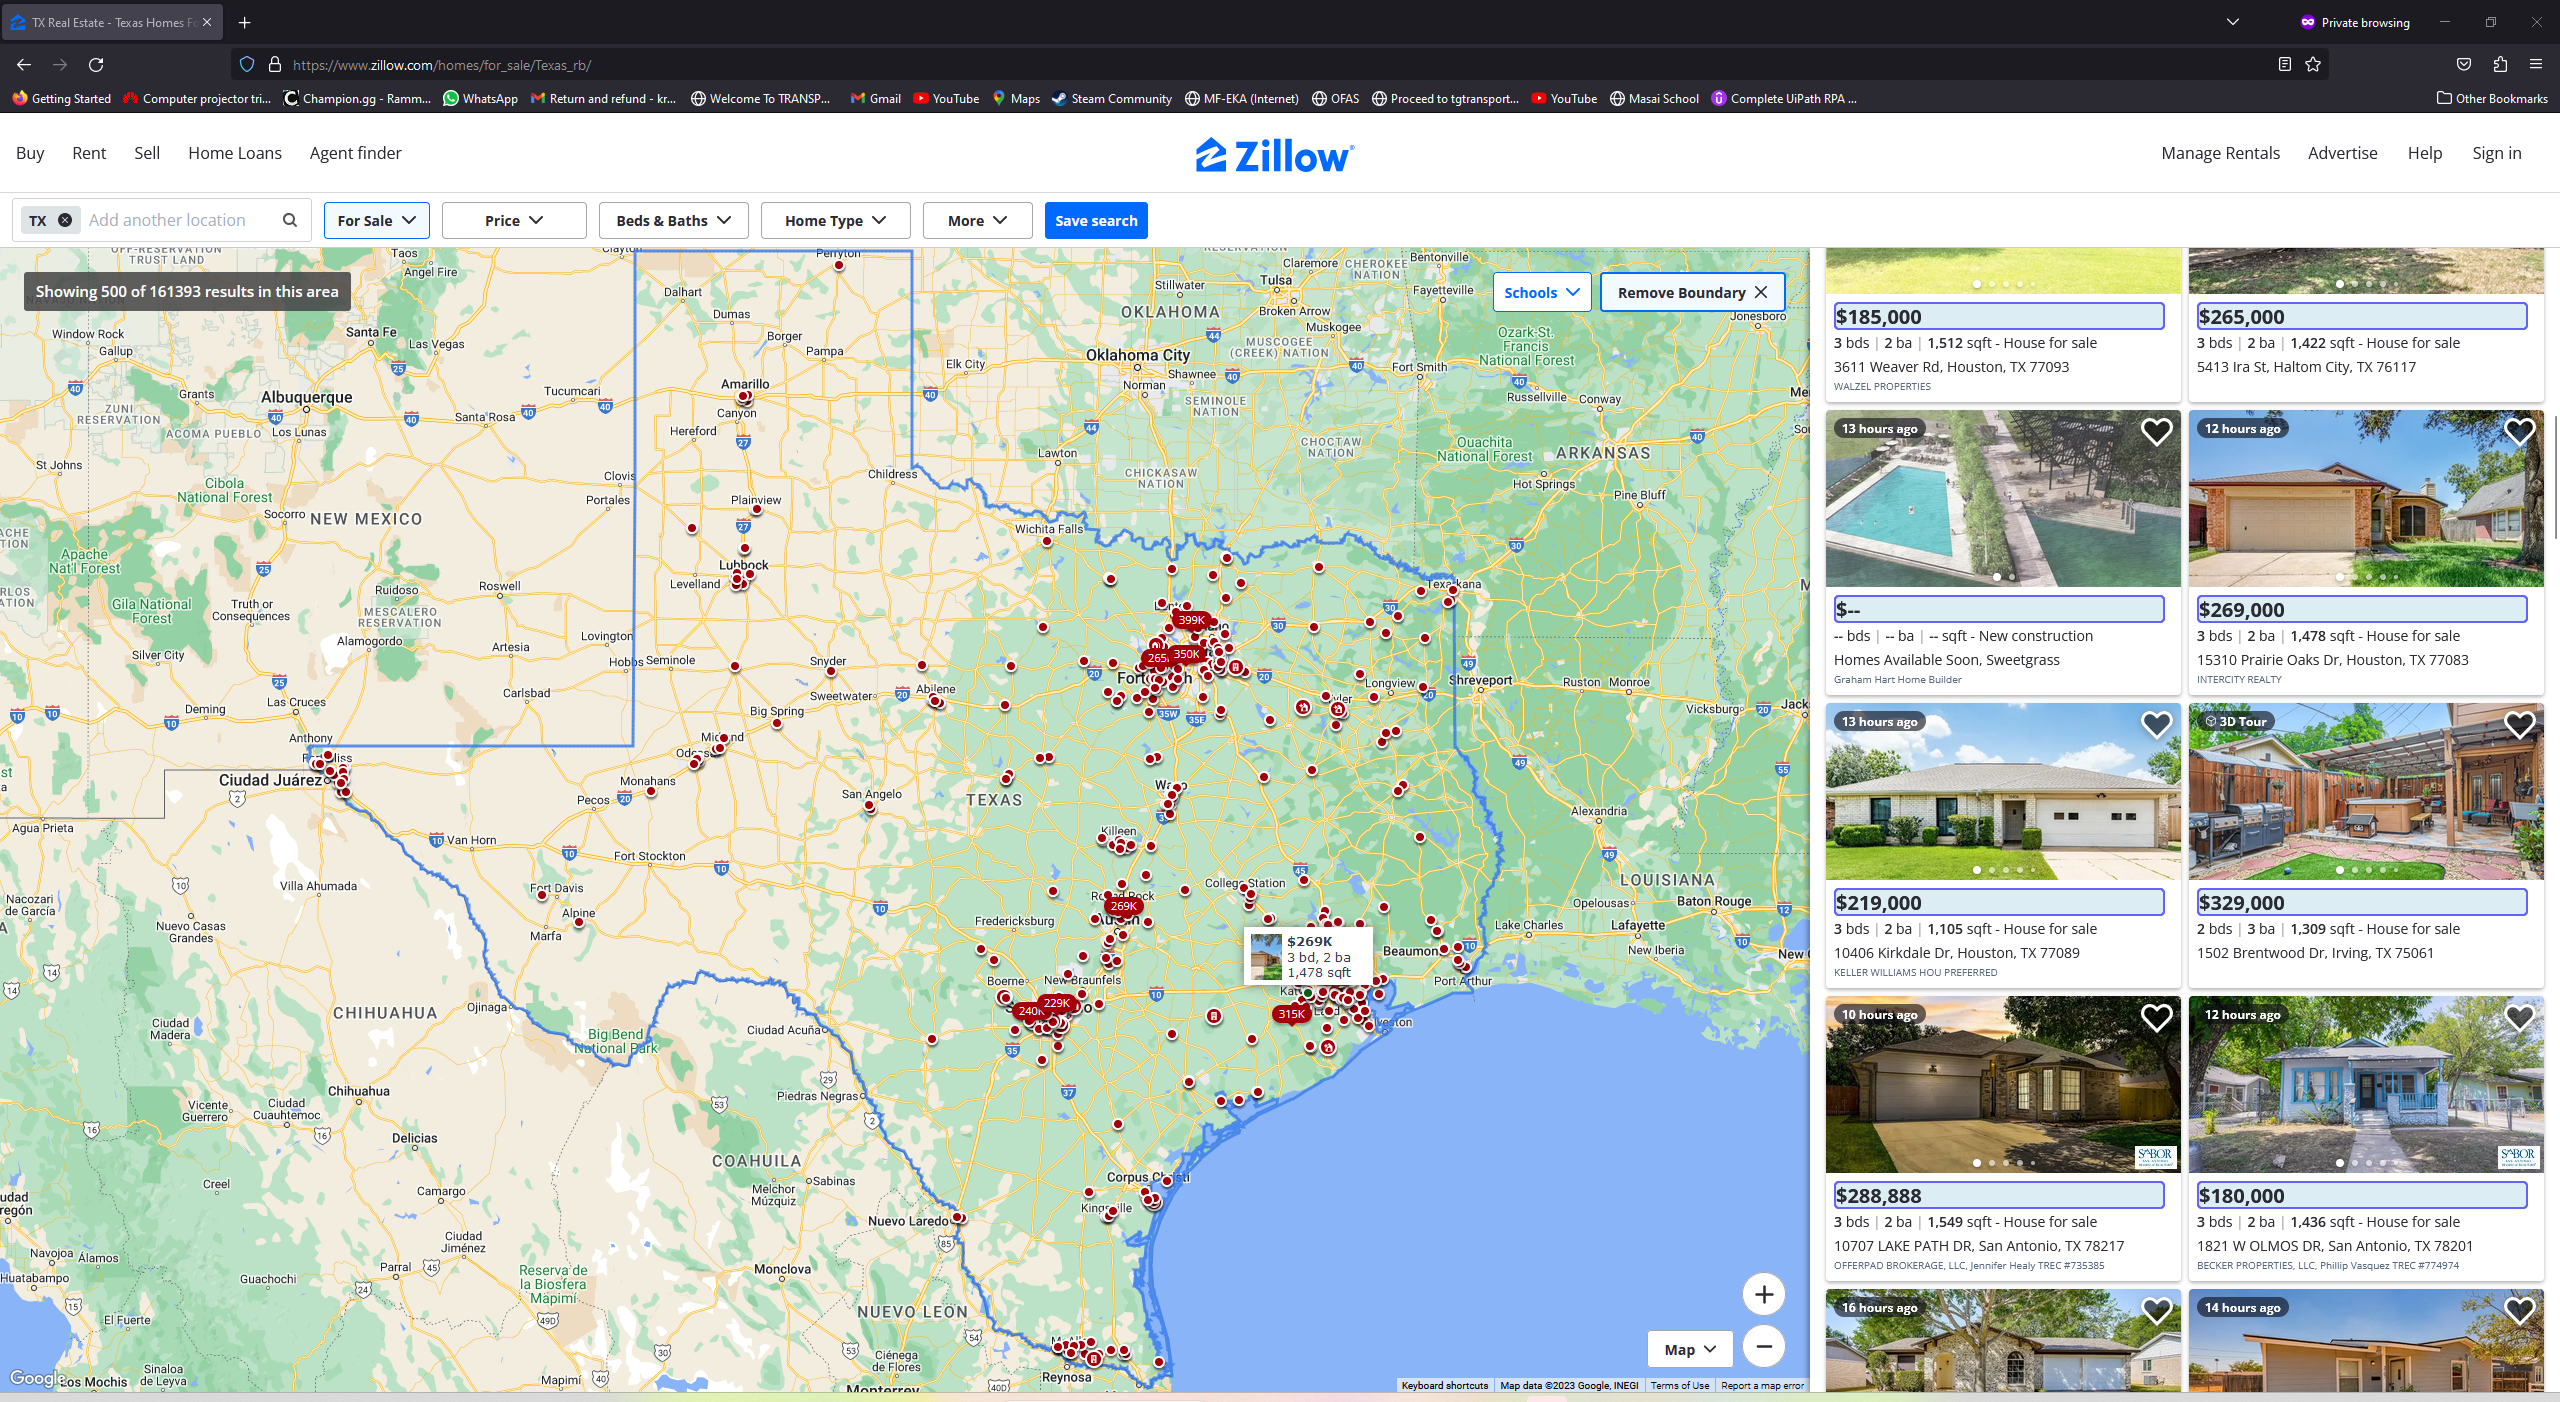 TX Real Estate - Texas Homes Fo
Private browsing
https://www.zillow.com/homes/for_sale/Texas_rb/
Getting Started
Computer projector tri...
Champion.gg - Ramm...
WhatsApp
Return and refund - kr...
Welcome To TRANSP...
Gmail
YouTube
Maps
Steam Community
MF-EKA (Internet)
OFAS
Proceed to tgtransport...
YouTube
Masai School
Complete UiPath RPA ...
Other Bookmarks
Buy
Rent
Sell
Home Loans
Agent finder
Zillow
Manage Rentals
Advertise
Help
Sign in
TX
Add another location
For Sale
Price
Beds & Baths
Home Type
More
Save search
Showing 500 of 161393 results in this area
Schools
Remove Boundary
OFF-RESERVATION
TRUST LAND
Taos
Angel Fire
Clayton
Perryton
Dalhart
Dumas
Borger
Pampa
Stillwater
Claremore
CHEROKEE
NATION
Bentonville
Tulsa
Broken Arrow
Fayetteville
Muskogee
Jonesboro
OKLAHOMA
Window Rock
Gallup
Santa Fe
Las Vegas
Oklahoma City
Elk City
Shawnee
Norman
MUSCOGEE
(CREEK) NATION
Ozark-St.
Francis
National Forest
Fort Smith
Russellville
Conway
Grants
Albuquerque
Tucumcari
Santa Rosa
Amarillo
Canyon
ZUNI
RESERVATION
ACOMA PUEBLO
Los Lunas
Hereford
SEMINOLE
NATION
CHOCTAW
NATION
Ouachita
National Forest
ARKANSAS
St Johns
Clovis
Childress
Lawton
CHICKASAW
NATION
Hot Springs
Pine Bluff
Cibola
National Forest
Socorro
NEW MEXICO
Portales
Plainview
Wichita Falls
Apache
Nat'l Forest
Lubbock
Levelland
Texarkana
Roswell
Ruidoso
MESCALERO
RESERVATION
Gila National
Forest
Truth or
Consequences
Alamogordo
Silver City
Artesia
Lovington
Hobbs
Seminole
Snyder
Sweetwater
Abilene
399K
265
350K
Longview
Shreveport
Ruston
Monroe
Vicksburg
Carlsbad
Las Cruces
Deming
Anthony
Big Spring
Ciudad Juárez
Monahans
Pecos
San Angelo
TEXAS
Alexandria
Agua Prieta
Van Horn
Fort Stockton
Killeen
Villa Ahumada
Fort Davis
Alpine
Marfa
College Station
LOUISIANA
Baton Rouge
Opelousas
Nacozari
de García
Nuevo Casas
Grandes
Fredericksburg
269K
Lake Charles
Lafayette
New Iberia
$269K
3 bd, 2 ba
1,478 sqft
Beaumont
Port Arthur
Boerne
New Braunfels
CHIHUAHUA
Ojinaga
240K
229K
315K
Ciudad
Madera
Big Bend
National Park
Ciudad Acuña
Chihuahua
Vicente
Guerrero
Ciudad
Cuauhtemoc
Piedras Negras
Delicias
COAHUILA
Melchor
Múzquiz
Sabinas
Corpus Christi
Creel
Camargo
Nuevo Laredo
Ciudad
Jiménez
Navojoa
Álamos
Huatabampo
Guachochi
Parral
Monclova
Reserva de
la Biosfera
Mapimí
NUEVO LEON
El Fuerte
Los Mochis
Sinaloa
de Leyva
Mapimí
Ciénega
de Flores
Monterrey
Reynosa
Google
Map
Keyboard shortcuts
Map data ©2023 Google, INEGI
Terms of Use
Report a map error
$185,000
3 bds | 2 ba | 1,512 sqft - House for sale
3611 Weaver Rd, Houston, TX 77093
WALZEL PROPERTIES
$265,000
3 bds | 2 ba | 1,422 sqft - House for sale
5413 Ira St, Haltom City, TX 76117
13 hours ago
$--
-- bds | -- ba | -- sqft - New construction
Homes Available Soon, Sweetgrass
Graham Hart Home Builder
12 hours ago
$269,000
3 bds | 2 ba | 1,478 sqft - House for sale
15310 Prairie Oaks Dr, Houston, TX 77083
INTERCITY REALTY
13 hours ago
$219,000
3 bds | 2 ba | 1,105 sqft - House for sale
10406 Kirkdale Dr, Houston, TX 77089
KELLER WILLIAMS HOU PREFERRED
3D Tour
$329,000
2 bds | 3 ba | 1,309 sqft - House for sale
1502 Brentwood Dr, Irving, TX 75061
10 hours ago
SABOR
$288,888
3 bds | 2 ba | 1,549 sqft - House for sale
10707 LAKE PATH DR, San Antonio, TX 78217
OFFERPAD BROKERAGE, LLC, Jennifer Healy TREC #735385
12 hours ago
SABOR
$180,000
3 bds | 2 ba | 1,436 sqft - House for sale
1821 W OLMOS DR, San Antonio, TX 78201
BECKER PROPERTIES, LLC, Phillip Vasquez TREC #774974
16 hours ago
14 hours ago